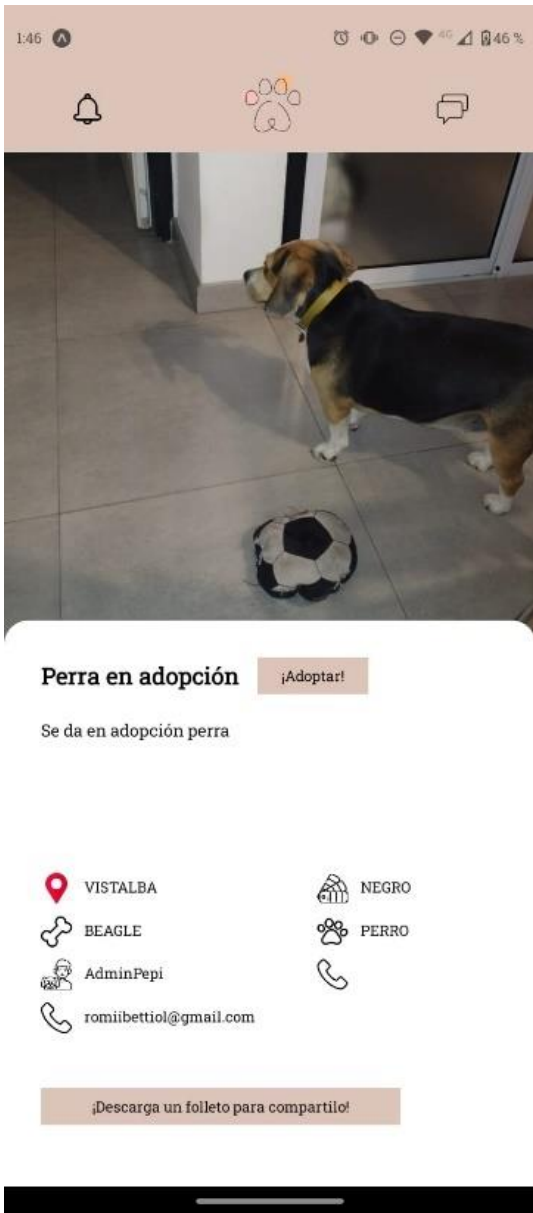 1:46
4G
46 %
Perra en adopción
¡Adoptar!
Se da en adopción perra
VISTALBA
NEGRO
BEAGLE
PERRO
AdminPepi
romiibettiol@gmail.com
¡Descarga un folleto para compartilo!